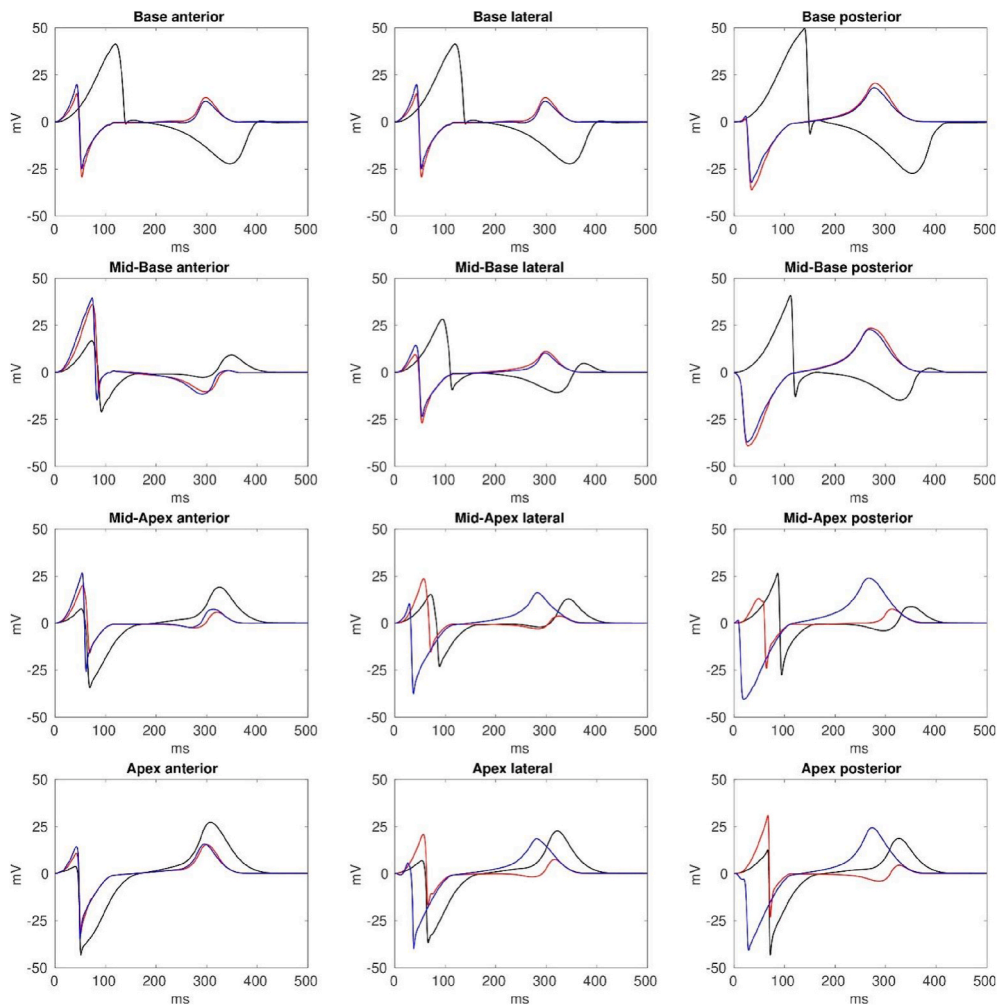 Base anterior
50
25
0
-25
-50
mV
0 100 200 300 400 500
ms
Base lateral
50
25
0
-25
-50
mV
0 100 200 300 400 500
ms
Base posterior
50
25
0
-25
-50
mV
0 100 200 300 400 500
ms
Mid-Base anterior
50
25
0
-25
-50
mV
0 100 200 300 400 500
ms
Mid-Base lateral
50
25
0
-25
-50
mV
0 100 200 300 400 500
ms
Mid-Base posterior
50
25
0
-25
-50
mV
0 100 200 300 400 500
ms
Mid-Apex anterior
50
25
0
-25
-50
mV
0 100 200 300 400 500
ms
Mid-Apex lateral
50
25
0
-25
-50
mV
0 100 200 300 400 500
ms
Mid-Apex posterior
50
25
0
-25
-50
mV
0 100 200 300 400 500
ms
Apex anterior
50
25
0
-25
-50
mV
0 100 200 300 400 500
ms
Apex lateral
50
25
0
-25
-50
mV
0 100 200 300 400 500
ms
Apex posterior
50
25
0
-25
-50
mV
0 100 200 300 400 500
ms